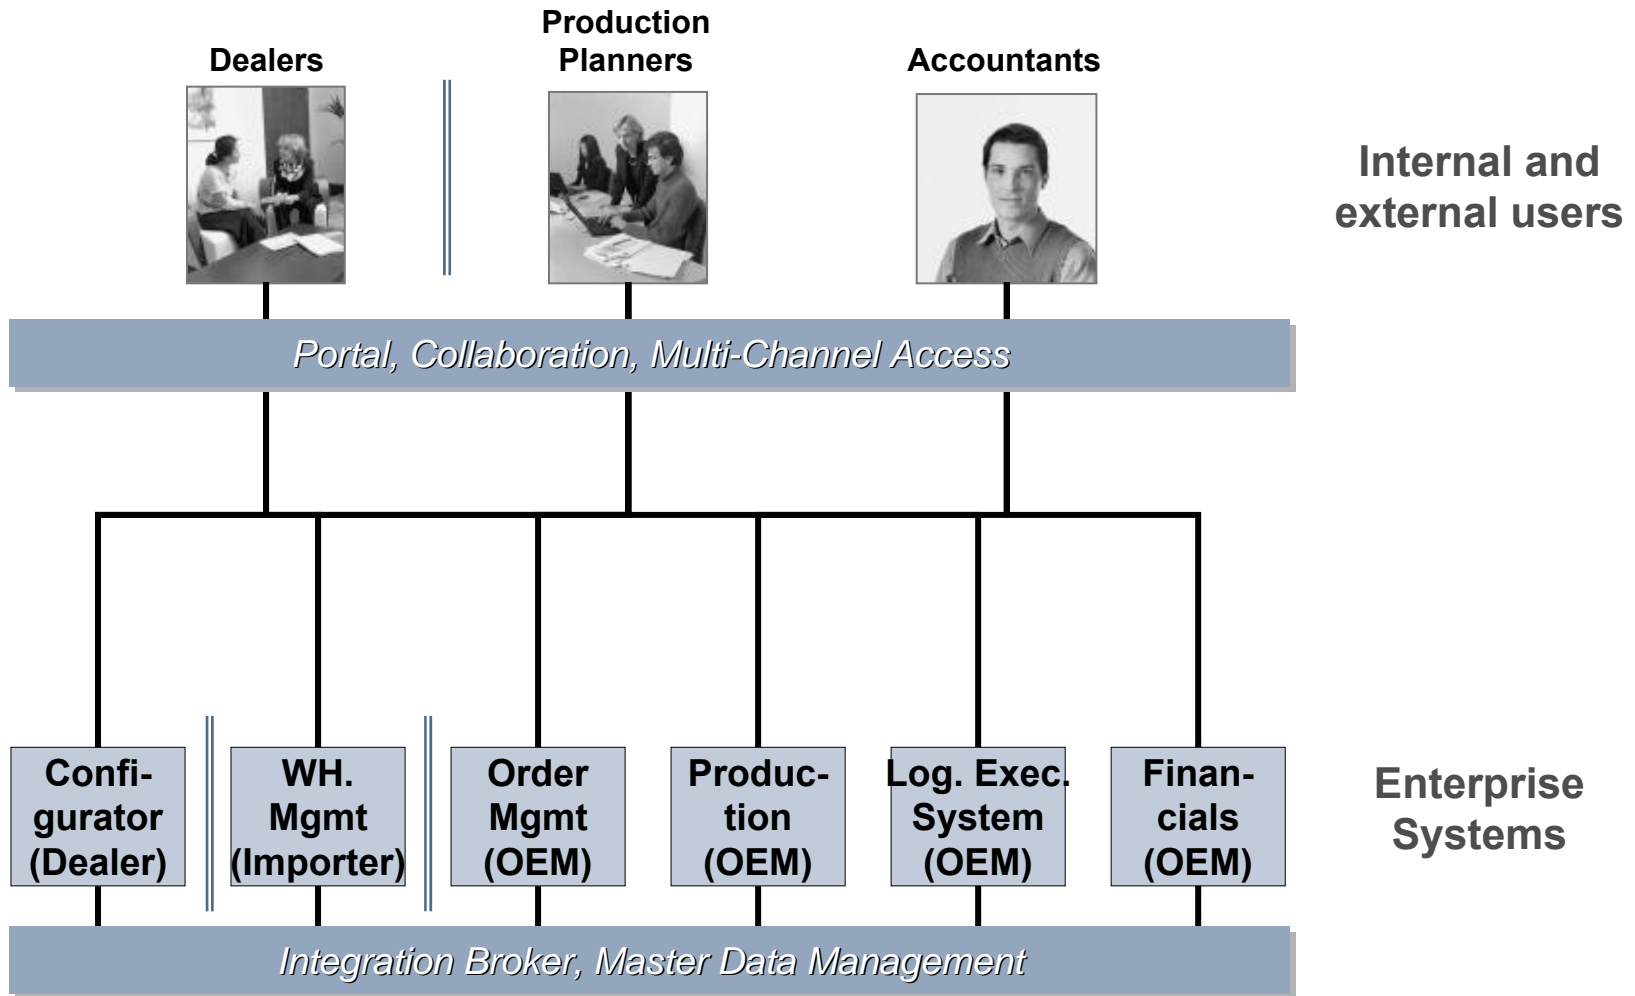 Production
Planners
Dealers
Accountants
Internal and
external users
Portal, Collaboration, Multi-Channel Access
Confi-
gurator
(Dealer)
WH.
Mgmt
(Importer)
Order
Mgmt
(OEM)
Produc-
tion
(OEM)
Log. Exec.
System
(OEM)
Finan-
cials
(OEM)
Enterprise
Systems
Integration Broker, Master Data Management